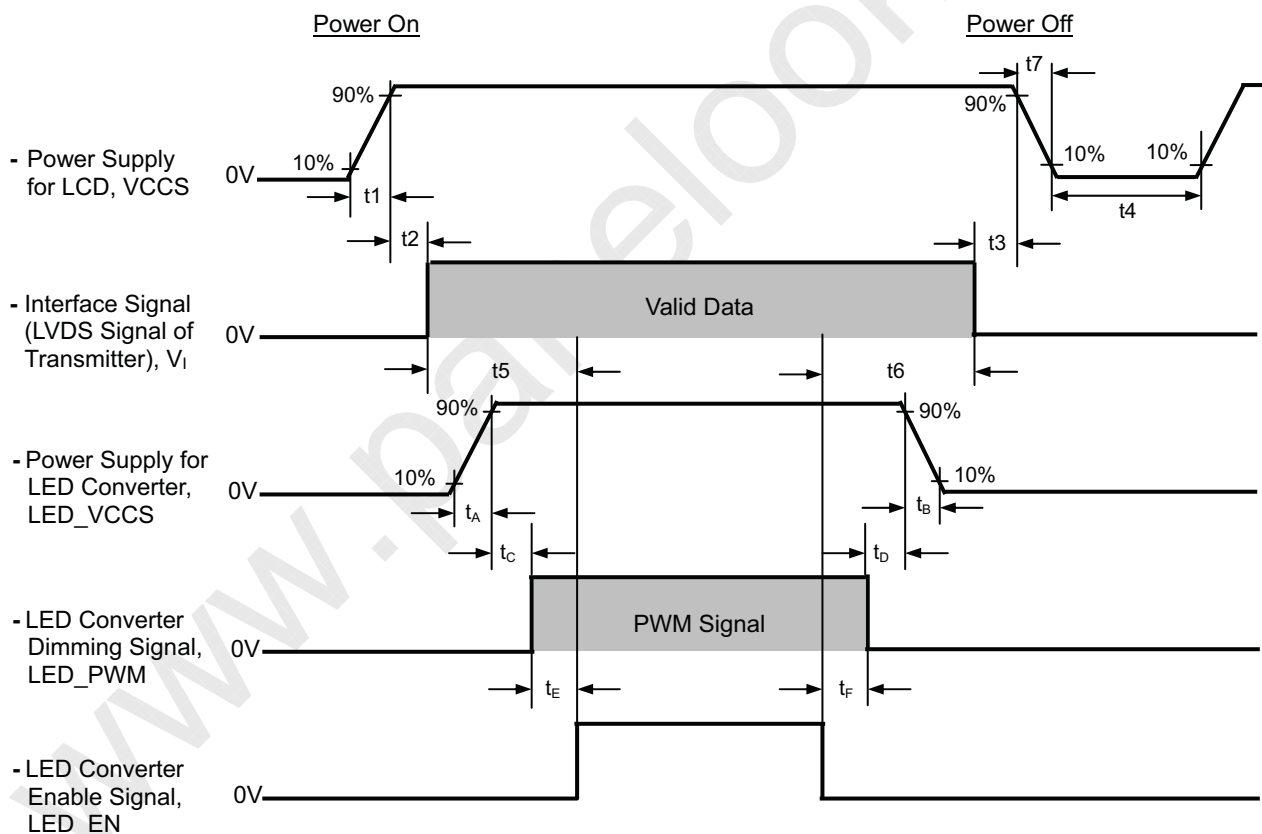 Power On
Power Off
t7
90%
90%
10%
10%
10%
- Power Supply
for LCD, VCCS
0V
t1
t4
t2
t3
- Interface Signal
(LVDS Signal of
Transmitter), VI
0V
Valid Data
t5
t6
90%
90%
- Power Supply for
LED Converter,
LED_VCCS
0V
10%
10%
tA
tB
tC
tD
- LED Converter
Dimming Signal,
LED_PWM
0V
PWM Signal
tE
tF
- LED Converter
Enable Signal,
LED_EN
0V